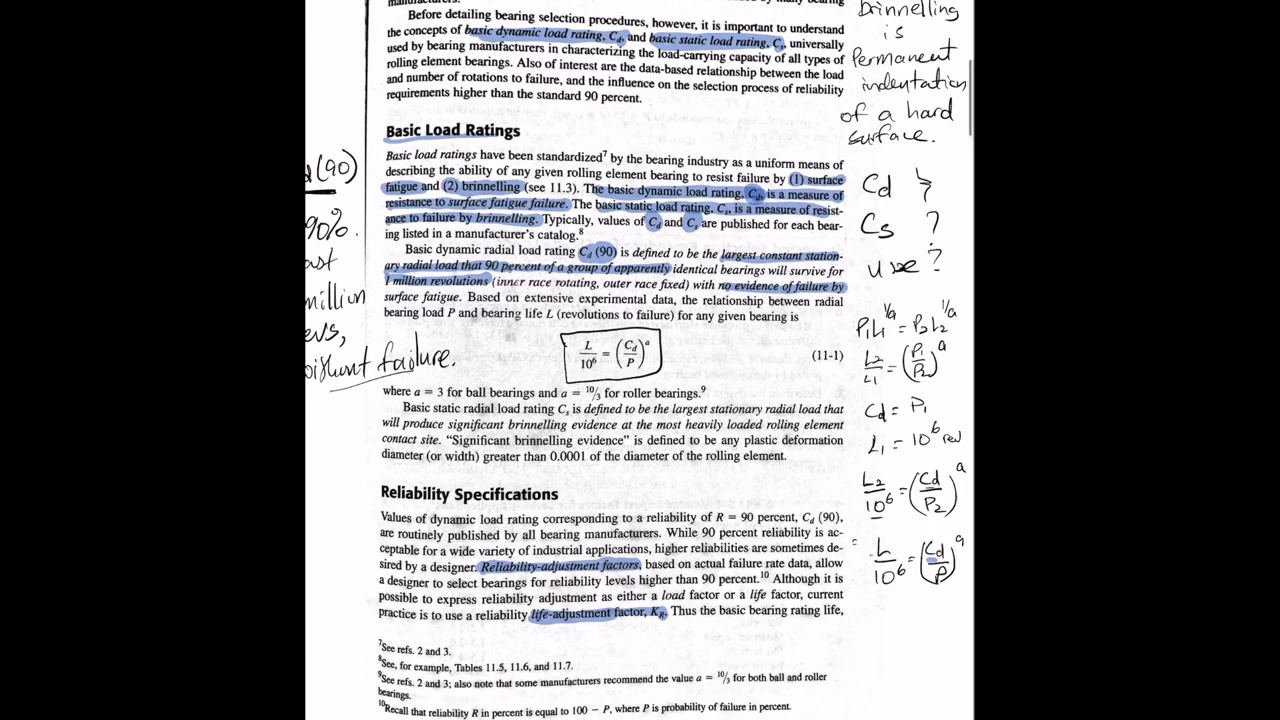 manufacturers.
Before detailing bearing selection procedures, however, it is important to understand
the concepts of basic dynamic load rating, Cd, and basic static load rating, Cs, universally
used by bearing manufacturers in characterizing the load-carrying capacity of all types of
rolling element bearings. Also of interest are the data-based relationship between the load
and number of rotations to failure, and the influence on the selection process of reliability
requirements higher than the standard 90 percent.
Basic Load Ratings
Basic load ratings have been standardized⁷ by the bearing industry as a uniform means of
describing the ability of any given rolling element bearing to resist failure by (1) surface
fatigue and (2) brinnelling (see 11.3). The basic dynamic load rating, Cd, is a measure of
resistance to surface fatigue failure. The basic static load rating, Cs, is a measure of resist-
ance to failure by brinnelling. Typically, values of Cd and Cs are published for each bear-
ing listed in a manufacturer's catalog.⁸
Basic dynamic radial load rating Cd (90) is defined to be the largest constant station-
ary radial load that 90 percent of a group of apparently identical bearings will survive for
1 million revolutions (inner race rotating, outer race fixed) with no evidence of failure by
surface fatigue. Based on extensive experimental data, the relationship between radial
bearing load P and bearing life L (revolutions to failure) for any given bearing is
L/10⁶ = (Cd/P)ᵃ (11-1)
where a = 3 for ball bearings and a = 10/3 for roller bearings.⁹
Basic static radial load rating Cs is defined to be the largest stationary radial load that
will produce significant brinnelling evidence at the most heavily loaded rolling element
contact site. "Significant brinnelling evidence" is defined to be any plastic deformation
diameter (or width) greater than 0.0001 of the diameter of the rolling element.
Reliability Specifications
Values of dynamic load rating corresponding to a reliability of R = 90 percent, Cd (90),
are routinely published by all bearing manufacturers. While 90 percent reliability is ac-
ceptable for a wide variety of industrial applications, higher reliabilities are sometimes de-
sired by a designer. Reliability-adjustment factors, based on actual failure rate data, allow
a designer to select bearings for reliability levels higher than 90 percent.¹⁰ Although it is
possible to express reliability adjustment as either a load factor or a life factor, current
practice is to use a reliability life-adjustment factor, KR. Thus the basic bearing rating life,
⁷See refs. 2 and 3.
⁸See, for example, Tables 11.5, 11.6, and 11.7.
⁹See refs. 2 and 3; also note that some manufacturers recommend the value a = 10/3 for both ball and roller
bearings.
¹⁰Recall that reliability R in percent is equal to 100 − P, where P is probability of failure in percent.
(90)
90%
million
failure.
brinnelling
is
permanent
indentation
of a hard
surface.
Cd ?
Cs ?
use?
P₁L₁^1/a = P₂L₂^1/a
L₂/L₁ = (P₁/P₂)ᵃ
Cd = P₁
L₁ = 10⁶ rev
L₂/10⁶ = (Cd/P₂)ᵃ
= L/10⁶ = (Cd/P)ᵃ